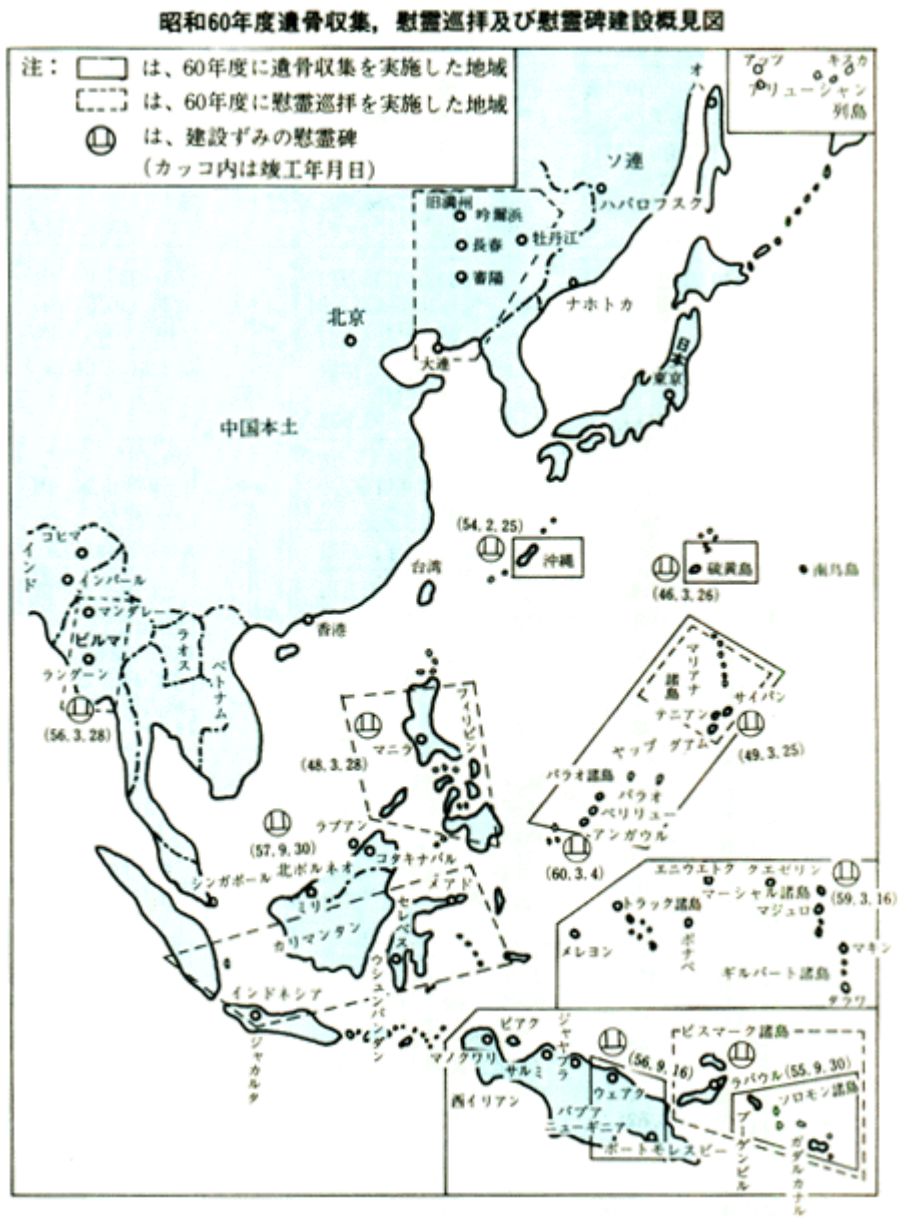 昭和60年度遺骨収集，慰霊巡拝及び慰霊碑建設概見図
注：　は、60年度に遺骨収集を実施した地域
は、60年度に慰霊巡拝を実施した地域
は、建設ずみの慰霊碑
(カッコ内は竣工年月日)
アッツ
キスカ
アリューシャン
列島
オハ
ソ連
ハバロフスク
旧満州
吟爾浜
長春
牡丹江
審陽
ナホトカ
北京
大連
日本
東京
中国本土
(54.2.25)
沖縄
硫黄島
(46.3.26)
南鳥島
台湾
香港
コヒマ
インド
インパール
マンダレー
ビルマ
ラオス
ベトナム
ラングーン
(56.3.28)
マリアナ
諸島
サイパン
テニアン
グアム
ヤップ
(49.3.25)
フィリピン
マニラ
(48.3.28)
パラオ諸島
パラオ
ペリリュー
アンガウル
(60.3.4)
(57.9.30)
ラブアン
コタキナバル
北ボルネオ
シンガポール
ミリ
カリマンタン
メアド
セレベス
ウジュンパンダン
インドネシア
ジャカルタ
エニウエトク
クエゼリン
マーシャル諸島
(59.3.16)
マジュロ
トラック諸島
ポナペ
メレヨン
マキン
ギルバート諸島
タラワ
ビアク
マノクワリ
サルミ
ジャヤプラ
(56.9.16)
ウェアク
西イリアン
パプア
ニューギニア
ポートモレスビー
ビスマーク諸島
ラバウル
(55.9.30)
ソロモン諸島
ブーゲンビル
ガダルカナル